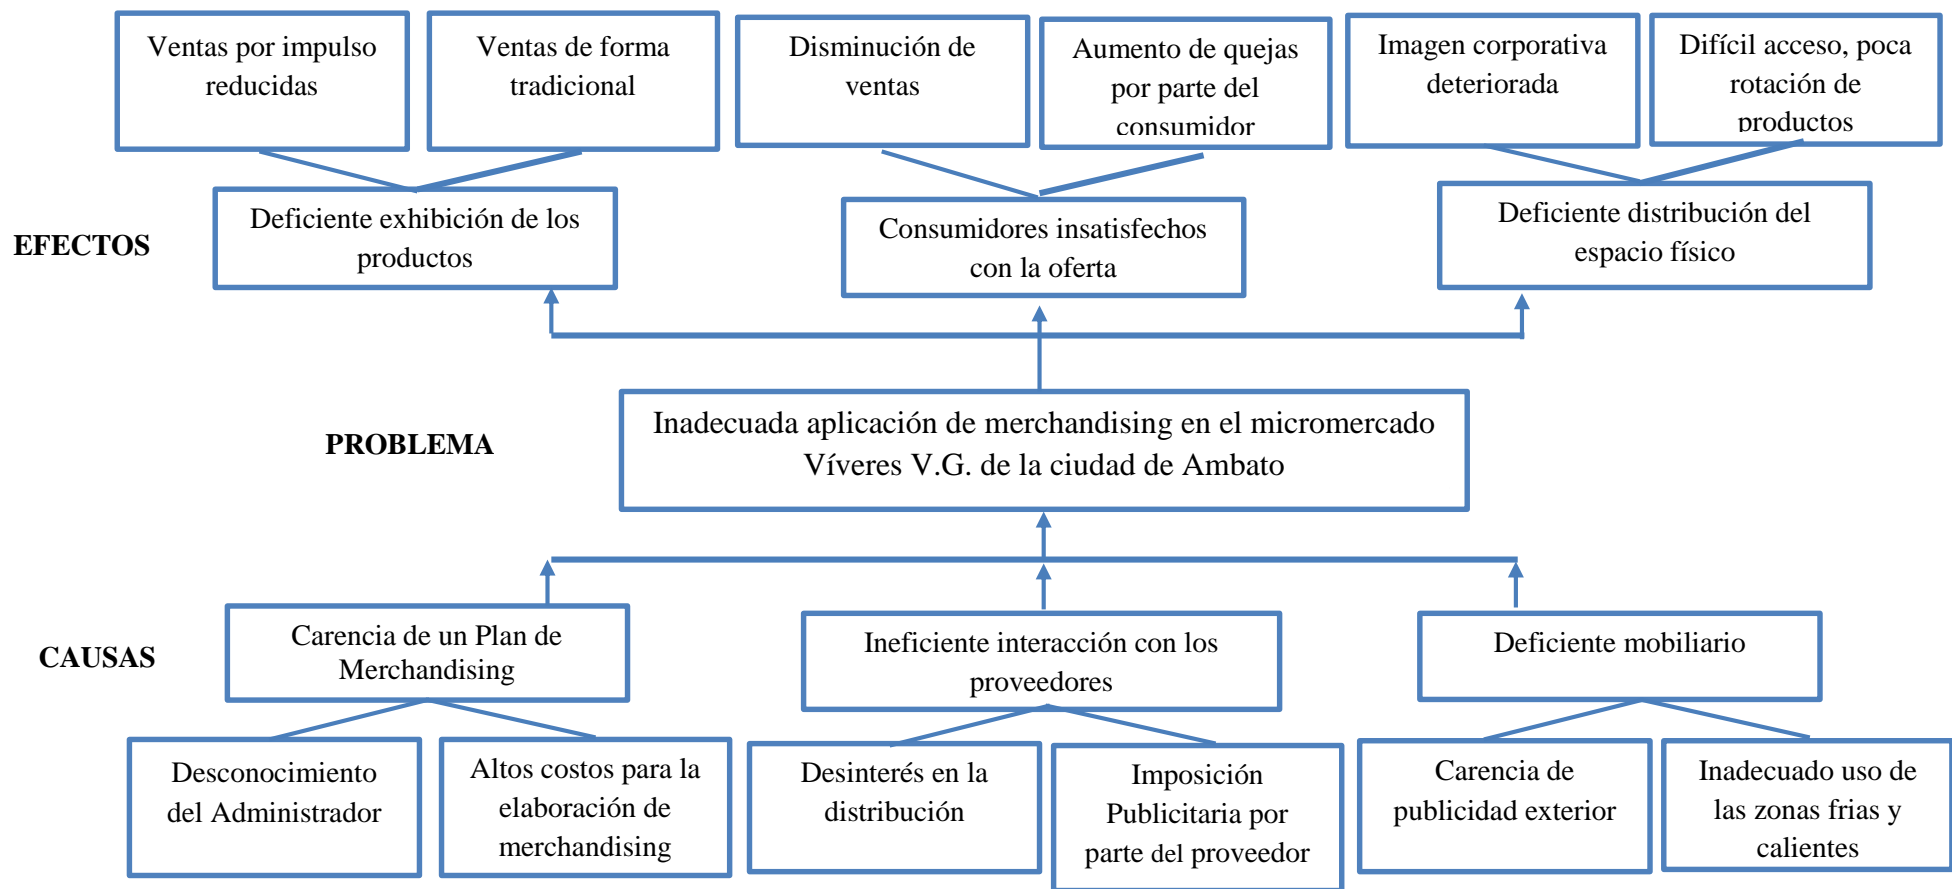 Ventas por impulso
reducidas
Ventas de forma
tradicional
Disminución de
ventas
Aumento de quejas
por parte del
consumidor
Imagen corporativa
deteriorada
Difícil acceso, poca
rotación de
productos
EFECTOS
Deficiente exhibición de los
productos
Consumidores insatisfechos
con la oferta
Deficiente distribución del
espacio físico
PROBLEMA
Inadecuada aplicación de merchandising en el micromercado
Víveres V.G. de la ciudad de Ambato
CAUSAS
Carencia de un Plan de
Merchandising
Ineficiente interacción con los
proveedores
Deficiente mobiliario
Desconocimiento
del Administrador
Altos costos para la
elaboración de
merchandising
Desinterés en la
distribución
Imposición
Publicitaria por
parte del proveedor
Carencia de
publicidad exterior
Inadecuado uso de
las zonas frias y
calientes